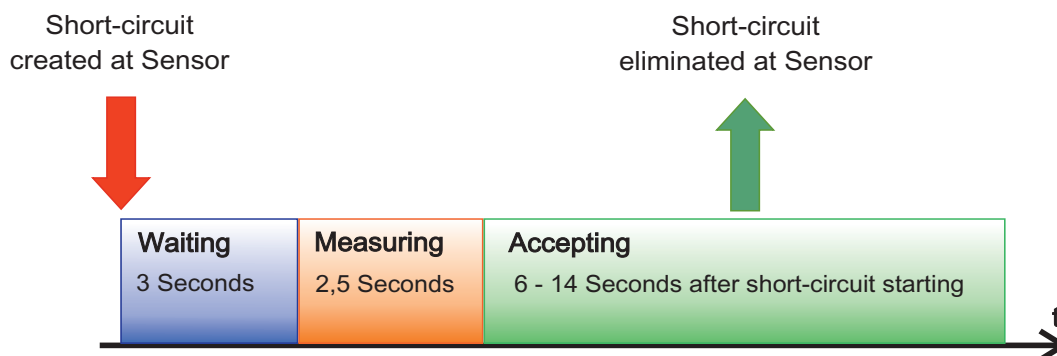 Short-circuit
created at Sensor
Short-circuit
eliminated at Sensor
Waiting
3 Seconds
Measuring
2,5 Seconds
Accepting
6 - 14 Seconds after short-circuit starting
t